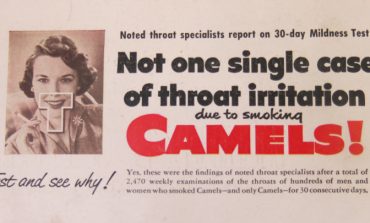 Noted throat specialists report on 30-day Mildness Test
Not one single case
of throat irritation
due to smoking
CAMELS!
T
st and see why!
Yes, these were the findings of noted throat specialists after a total of
2,470 weekly examinations of the throats of hundreds of men and
women who smoked Camels—and only Camels—for 30 consecutive days.